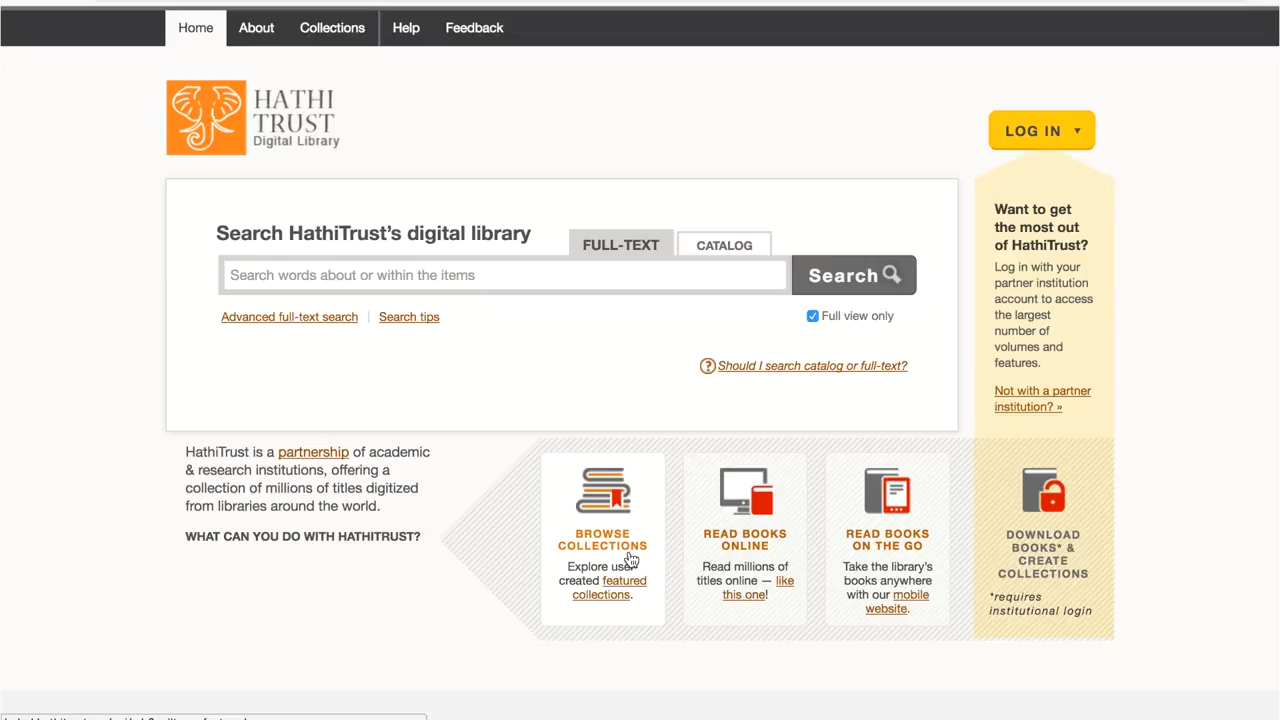 Home About Collections Help Feedback
HATHI
TRUST
Digital Library
LOG IN
Search HathiTrust's digital library
FULL-TEXT
CATALOG
Search words about or within the items
Search
Advanced full-text search
Search tips
Full view only
Should I search catalog or full-text?
Want to get
the most out
of HathiTrust?
Log in with your
partner institution
account to access
the largest
number of
volumes and
features.
Not with a partner
institution? »
HathiTrust is a partnership of academic
& research institutions, offering a
collection of millions of titles digitized
from libraries around the world.
WHAT CAN YOU DO WITH HATHITRUST?
BROWSE
COLLECTIONS
Explore user
created featured
collections.
READ BOOKS
ONLINE
Read millions of
titles online — like
this one!
READ BOOKS
ON THE GO
Take the library's
books anywhere
with our mobile
website.
DOWNLOAD
BOOKS* &
CREATE
COLLECTIONS
*requires
institutional login